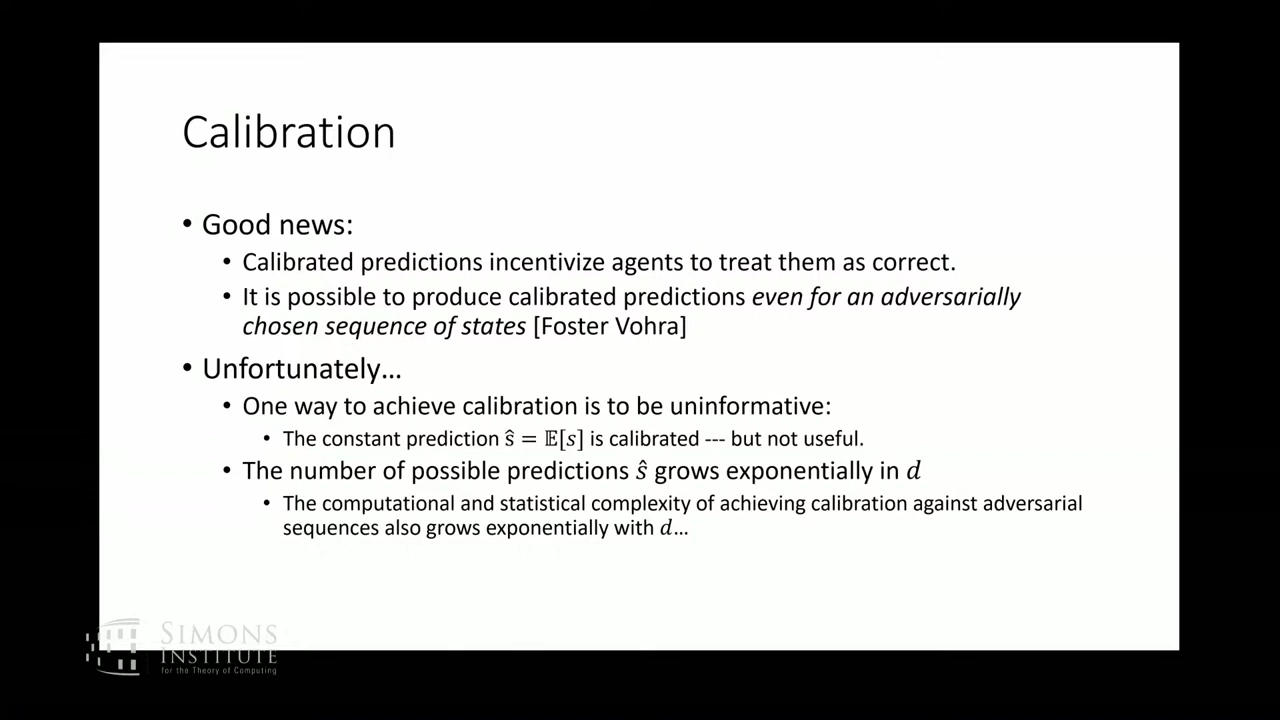 Calibration
• Good news:
• Calibrated predictions incentivize agents to treat them as correct.
• It is possible to produce calibrated predictions even for an adversarially
chosen sequence of states [Foster Vohra]
• Unfortunately…
• One way to achieve calibration is to be uninformative:
• The constant prediction ŝ = 𝔼[s] is calibrated --- but not useful.
• The number of possible predictions ŝ grows exponentially in d
• The computational and statistical complexity of achieving calibration against adversarial
sequences also grows exponentially with d…
SIMONS
INSTITUTE
for the Theory of Computing